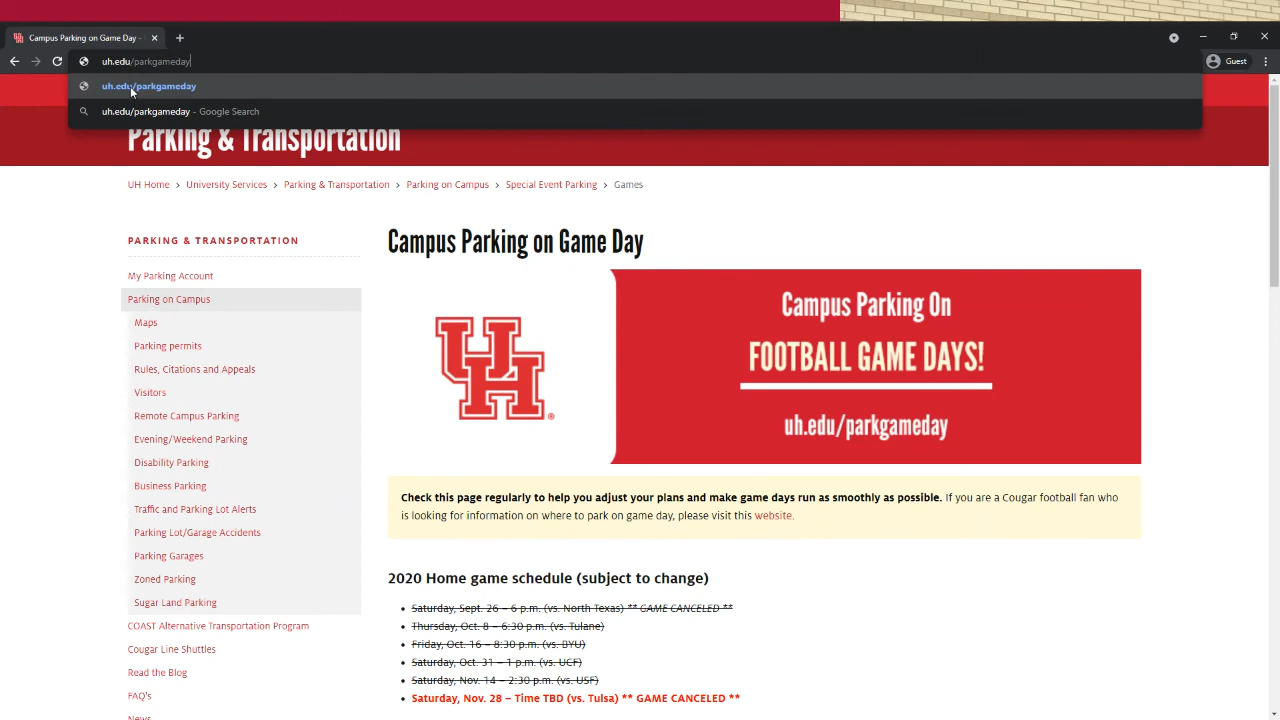 Campus Parking on Game Day -
Guest
uh.edu/parkgameday
uh.edu/parkgameday
uh.edu/parkgameday - Google Search
Parking & Transportation
UH Home > University Services > Parking & Transportation > Parking on Campus > Special Event Parking > Games
PARKING & TRANSPORTATION
My Parking Account
Parking on Campus
Maps
Parking permits
Rules, Citations and Appeals
Visitors
Remote Campus Parking
Evening/Weekend Parking
Disability Parking
Business Parking
Traffic and Parking Lot Alerts
Parking Lot/Garage Accidents
Parking Garages
Zoned Parking
Sugar Land Parking
COAST Alternative Transportation Program
Cougar Line Shuttles
Read the Blog
FAQ's
News
Campus Parking on Game Day
UH
Campus Parking On
FOOTBALL GAME DAYS!
uh.edu/parkgameday
Check this page regularly to help you adjust your plans and make game days run as smoothly as possible. If you are a Cougar football fan who
is looking for information on where to park on game day, please visit this website.
2020 Home game schedule (subject to change)
• Saturday, Sept. 26 – 6 p.m. (vs. North Texas) ** GAME CANCELED **
• Thursday, Oct. 8 – 6:30 p.m. (vs. Tulane)
• Friday, Oct. 16 – 8:30 p.m. (vs. BYU)
• Saturday, Oct. 31 – 1 p.m. (vs. UCF)
• Saturday, Nov. 14 – 2:30 p.m. (vs. USF)
• Saturday, Nov. 28 – Time TBD (vs. Tulsa) ** GAME CANCELED **